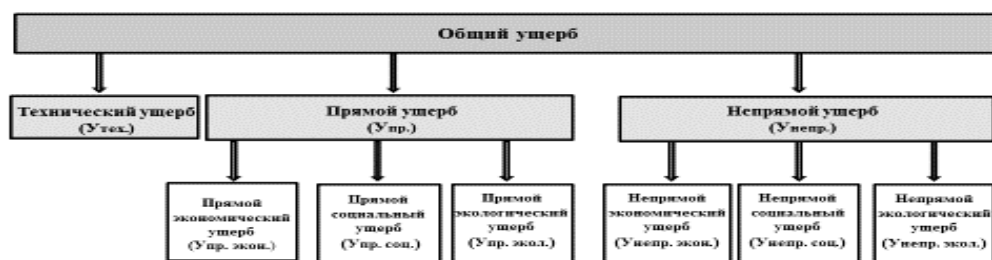 Общий ущерб
Технический ущерб
(Утех.)
Прямой ущерб
(Упр.)
Непрямой ущерб
(Унепр.)
Прямой
экономический
ущерб
(Упр. экон.)
Прямой
социальный
ущерб
(Упр. соц.)
Прямой
экологический
ущерб
(Упр. экол.)
Непрямой
экономический
ущерб
(Унепр. экон.)
Непрямой
социальный
ущерб
(Унепр. соц.)
Непрямой
экологический
ущерб
(Унепр. экол.)